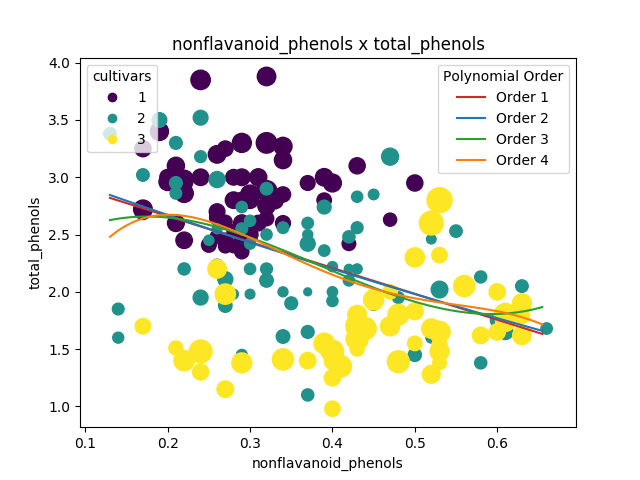 nonflavanoid_phenols x total_phenols
cultivars
1
2
3
Polynomial Order
Order 1
Order 2
Order 3
Order 4
total_phenols
4.0
3.5
3.0
2.5
2.0
1.5
1.0
0.1 0.2 0.3 0.4 0.5 0.6
nonflavanoid_phenols